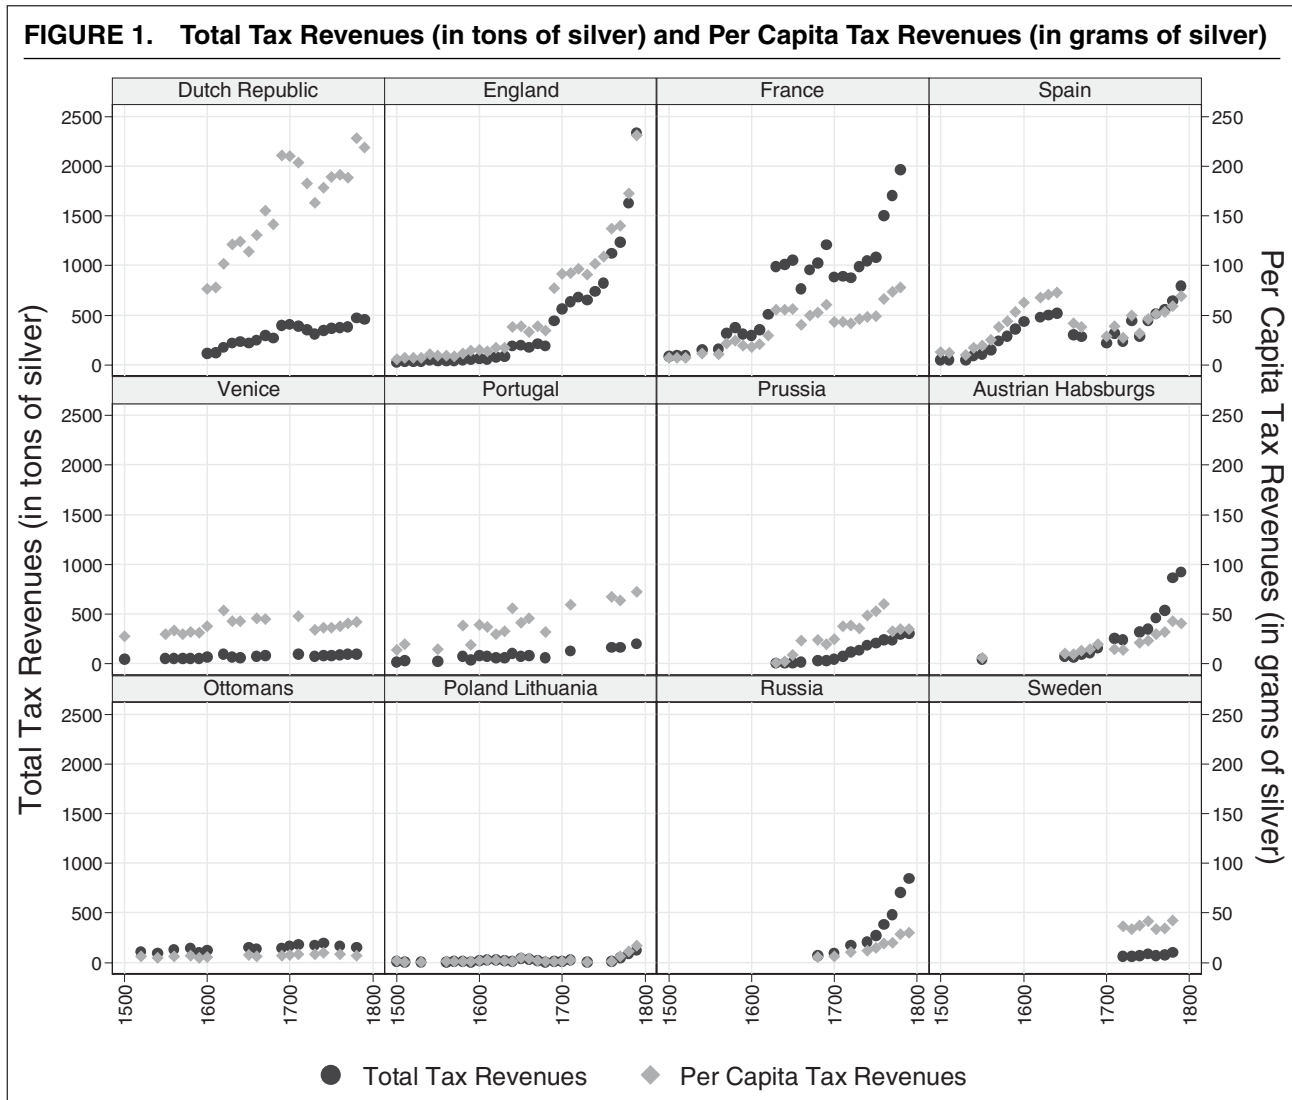 FIGURE 1. Total Tax Revenues (in tons of silver) and Per Capita Tax Revenues (in grams of silver)
Dutch Republic England France Spain
2500 250
2000 200
1500 150
1000 100
500 50
0 0
Venice Portugal Prussia Austrian Habsburgs
2500 250
2000 200
1500 150
1000 100
500 50
0 0
Ottomans Poland Lithuania Russia Sweden
2500 250
2000 200
1500 150
1000 100
500 50
0 0
1500 1600 1700 1800 1500 1600 1700 1800 1500 1600 1700 1800 1500 1600 1700 1800
Total Tax Revenues (in tons of silver)
Per Capita Tax Revenues (in grams of silver)
Total Tax Revenues Per Capita Tax Revenues